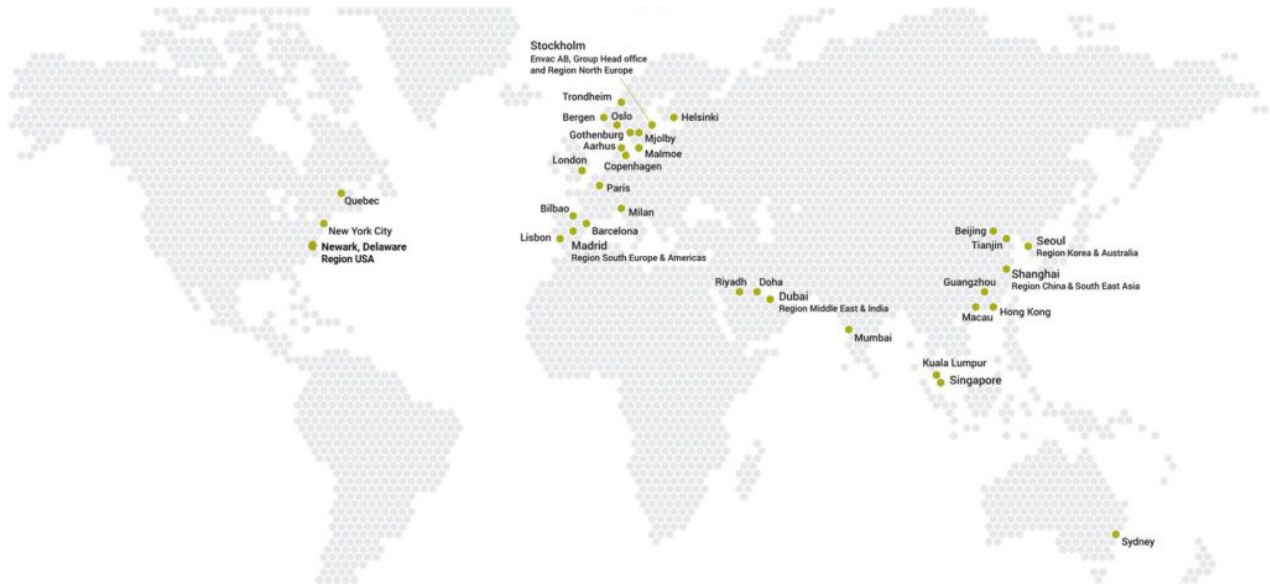 Stockholm
Envac AB, Group Head office
and Region North Europe
Trondheim
Bergen
Oslo
Helsinki
Gothenburg
Mjolby
Aarhus
Malmoe
London
Copenhagen
Paris
Quebec
Bilbao
Milan
New York City
Barcelona
Lisbon
Madrid
Region South Europe & Americas
Newark, Delaware
Region USA
Beijing
Tianjin
Seoul
Region Korea & Australia
Shanghai
Region China & South East Asia
Riyadh
Doha
Guangzhou
Dubai
Region Middle East & India
Macau
Hong Kong
Mumbai
Kuala Lumpur
Singapore
Sydney